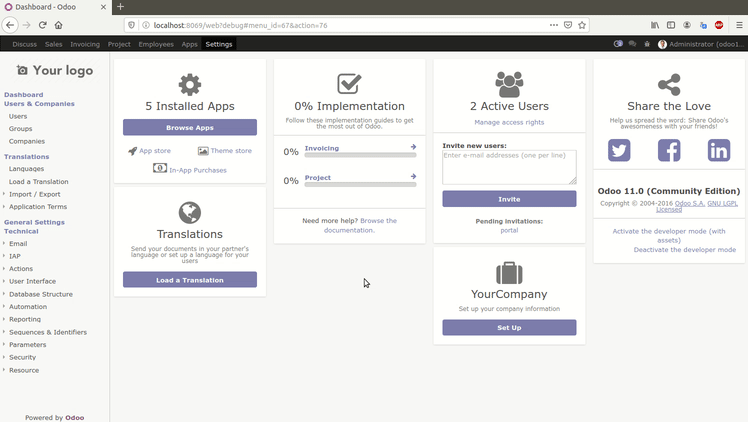 Dashboard - Odoo
localhost:8069/web?debug#menu_id=67&action=76
ABP
Discuss Sales Invoicing Project Employees Apps Settings
Administrator (odoo1...
Your logo
Dashboard
Users & Companies
Users
Groups
Companies
Translations
Languages
Load a Translation
Import / Export
Application Terms
General Settings
Technical
Email
IAP
Actions
User Interface
Database Structure
Automation
Reporting
Sequences & Identifiers
Parameters
Security
Resource
Powered by Odoo
5 Installed Apps
Browse Apps
App store
Theme store
In-App Purchases
Translations
Send your documents in your partner's
language or set up a language for your
users
Load a Translation
0% Implementation
Follow these implementation guides to get
the most out of Odoo.
0% Invoicing
0% Project
Need more help? Browse the
documentation.
2 Active Users
Manage access rights
Invite new users:
Enter e-mail addresses (one per line)
Invite
Pending invitations:
portal
YourCompany
Set up your company information
Set Up
Share the Love
Help us spread the word: Share Odoo's
awesomeness with your friends!
Odoo 11.0 (Community Edition)
Copyright © 2004-2016 Odoo S.A. GNU LGPL
Licensed
Activate the developer mode (with
assets)
Deactivate the developer mode